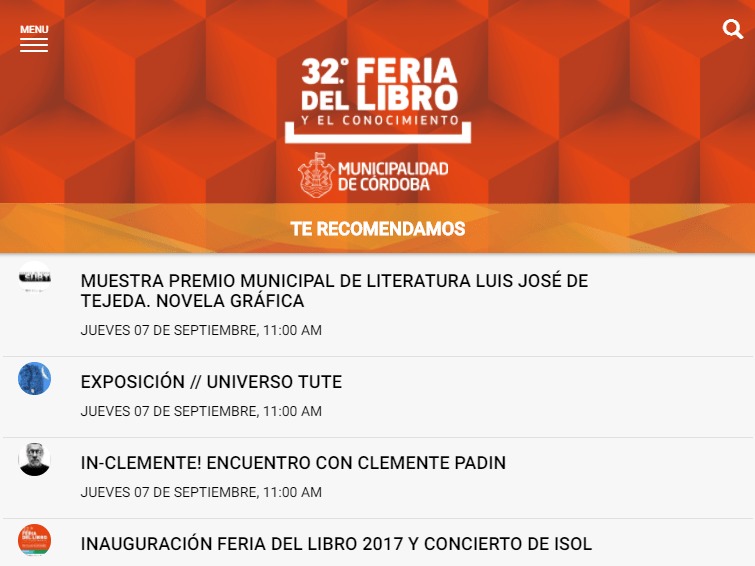 MENU
32.º FERIA
DEL LIBRO
Y EL CONOCIMIENTO
MUNICIPALIDAD
DE CÓRDOBA
TE RECOMENDAMOS
MUESTRA PREMIO MUNICIPAL DE LITERATURA LUIS JOSÉ DE
TEJEDA. NOVELA GRÁFICA
JUEVES 07 DE SEPTIEMBRE, 11:00 AM
EXPOSICIÓN // UNIVERSO TUTE
JUEVES 07 DE SEPTIEMBRE, 11:00 AM
IN-CLEMENTE! ENCUENTRO CON CLEMENTE PADIN
JUEVES 07 DE SEPTIEMBRE, 11:00 AM
FERIA
DEL LIBRO
INAUGURACIÓN FERIA DEL LIBRO 2017 Y CONCIERTO DE ISOL